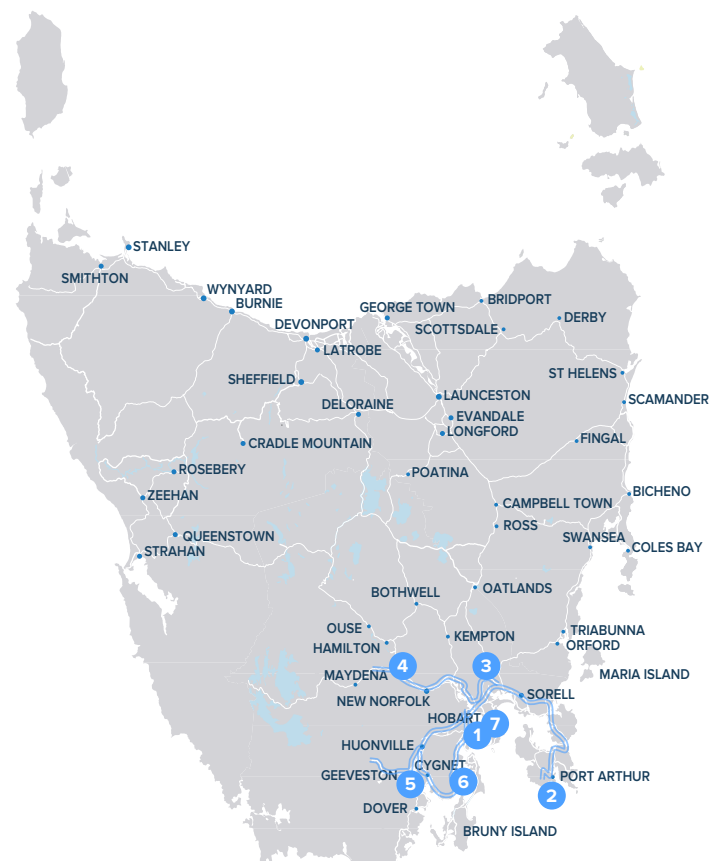 STANLEY
SMITHTON
WYNYARD
BURNIE
GEORGE TOWN
BRIDPORT
DERBY
DEVONPORT
SCOTTSDALE
LATROBE
ST HELENS
SHEFFIELD
LAUNCESTON
SCAMANDER
DELORAINE
EVANDALE
LONGFORD
FINGAL
CRADLE MOUNTAIN
ROSEBERY
POATINA
ZEEHAN
BICHENO
CAMPBELL TOWN
ROSS
QUEENSTOWN
SWANSEA
STRAHAN
COLES BAY
OATLANDS
BOTHWELL
OUSE
KEMPTON
TRIABUNNA
HAMILTON
ORFORD
4
3
MAYDENA
MARIA ISLAND
NEW NORFOLK
SORELL
HOBART
7
1
HUONVILLE
CYGNET
GEEVESTON
PORT ARTHUR
5
6
2
DOVER
BRUNY ISLAND